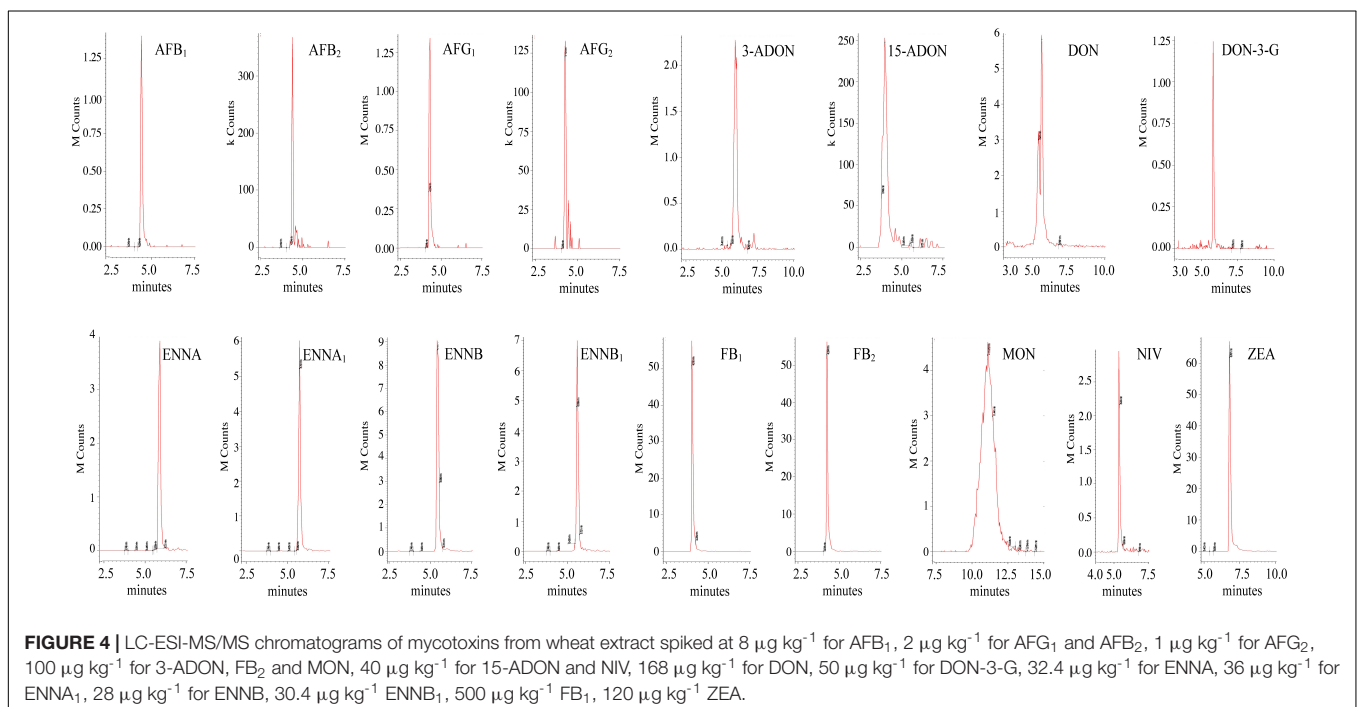 AFB₁
AFB₂
AFG₁
AFG₂
3-ADON
15-ADON
DON
DON-3-G
M Counts
1.25
1.00
0.75
0.50
0.25
0.00
2.5 5.0 7.5
minutes
k Counts
300
200
100
0
2.5 5.0 7.5
minutes
M Counts
1.25
1.00
0.75
0.50
0.25
0.00
2.5 5.0 7.5
minutes
k Counts
125
100
75
50
25
0
2.5 5.0 7.5
minutes
M Counts
2.0
1.5
1.0
0.5
0.0
2.5 5.0 7.5 10.0
minutes
k Counts
250
200
150
100
50
0
2.5 5.0 7.5
minutes
M Counts
6
5
4
3
2
1
0
3.0 5.0 7.5 10.0
minutes
M Counts
1.25
1.00
0.75
0.50
0.25
0.00
3.0 5.0 7.5 10.0
minutes
ENNA
ENNA₁
ENNB
ENNB₁
FB₁
FB₂
MON
NIV
ZEA
M Counts
4
3
2
1
0
2.5 5.0 7.5
minutes
M Counts
6
5
4
3
2
1
0
2.5 5.0 7.5
minutes
M Counts
9
8
7
6
5
4
3
2
1
0
2.5 5.0 7.5
minutes
M Counts
7
6
5
4
3
2
1
0
2.5 5.0 7.5
minutes
M Counts
50
40
30
20
10
0
2.5 5.0 7.5
minutes
M Counts
50
40
30
20
10
0
2.5 5.0 7.5
minutes
M Counts
4
3
2
1
0
7.5 10.0 12.5 15.0
minutes
M Counts
2.5
2.0
1.5
1.0
0.5
0.0
4.0 5.0 7.5
minutes
M Counts
60
50
40
30
20
10
0
5.0 7.5 10.0
minutes
FIGURE 4 | LC-ESI-MS/MS chromatograms of mycotoxins from wheat extract spiked at 8 μg kg⁻¹ for AFB₁, 2 μg kg⁻¹ for AFG₁ and AFB₂, 1 μg kg⁻¹ for AFG₂,
100 μg kg⁻¹ for 3-ADON, FB₂ and MON, 40 μg kg⁻¹ for 15-ADON and NIV, 168 μg kg⁻¹ for DON, 50 μg kg⁻¹ for DON-3-G, 32.4 μg kg⁻¹ for ENNA, 36 μg kg⁻¹ for
ENNA₁, 28 μg kg⁻¹ for ENNB, 30.4 μg kg⁻¹ ENNB₁, 500 μg kg⁻¹ FB₁, 120 μg kg⁻¹ ZEA.